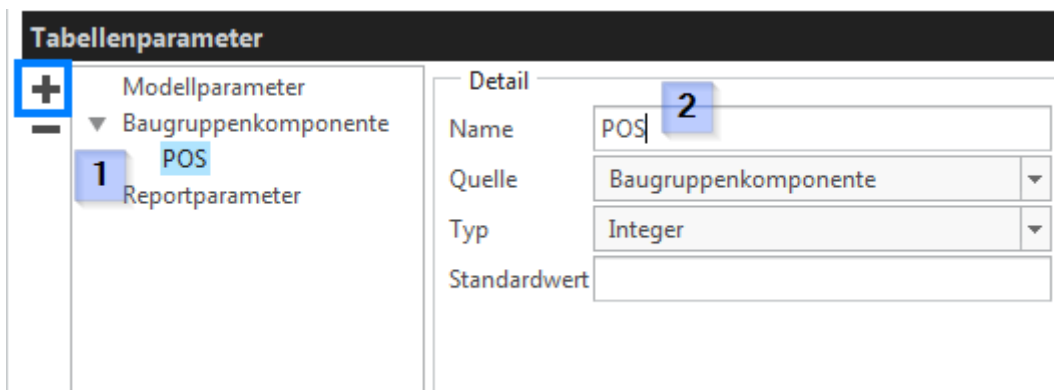 Tabellenparameter
Modellparameter
Baugruppenkomponente
POS
Reportparameter
1
Detail
2
Name POS
Quelle Baugruppenkomponente
Typ Integer
Standardwert